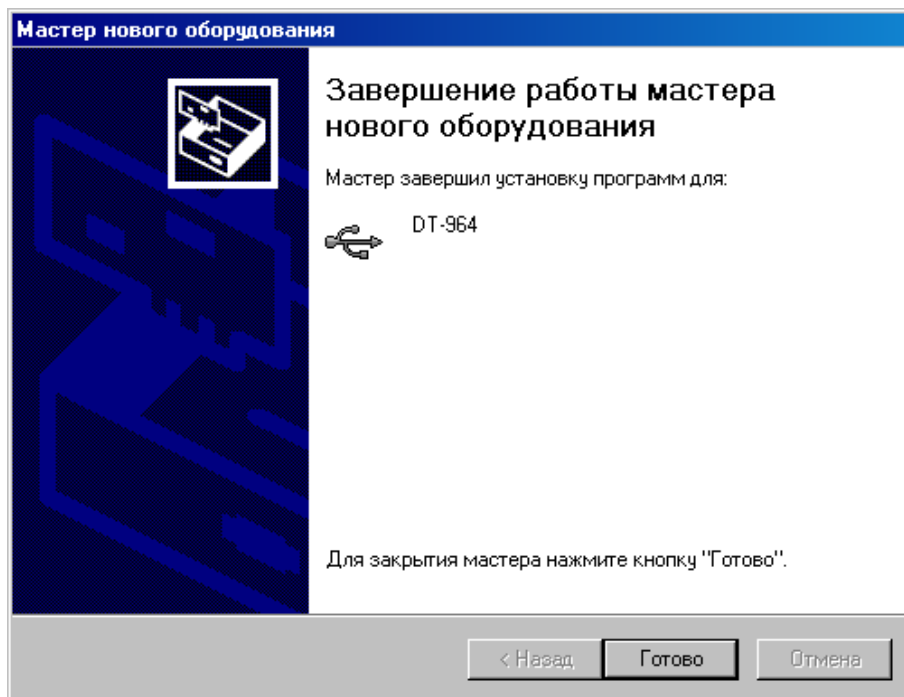 Мастер нового оборудования
Завершение работы мастера
нового оборудования
Мастер завершил установку программ для:
DT-964
Для закрытия мастера нажмите кнопку "Готово".
< Назад
Готово
Отмена